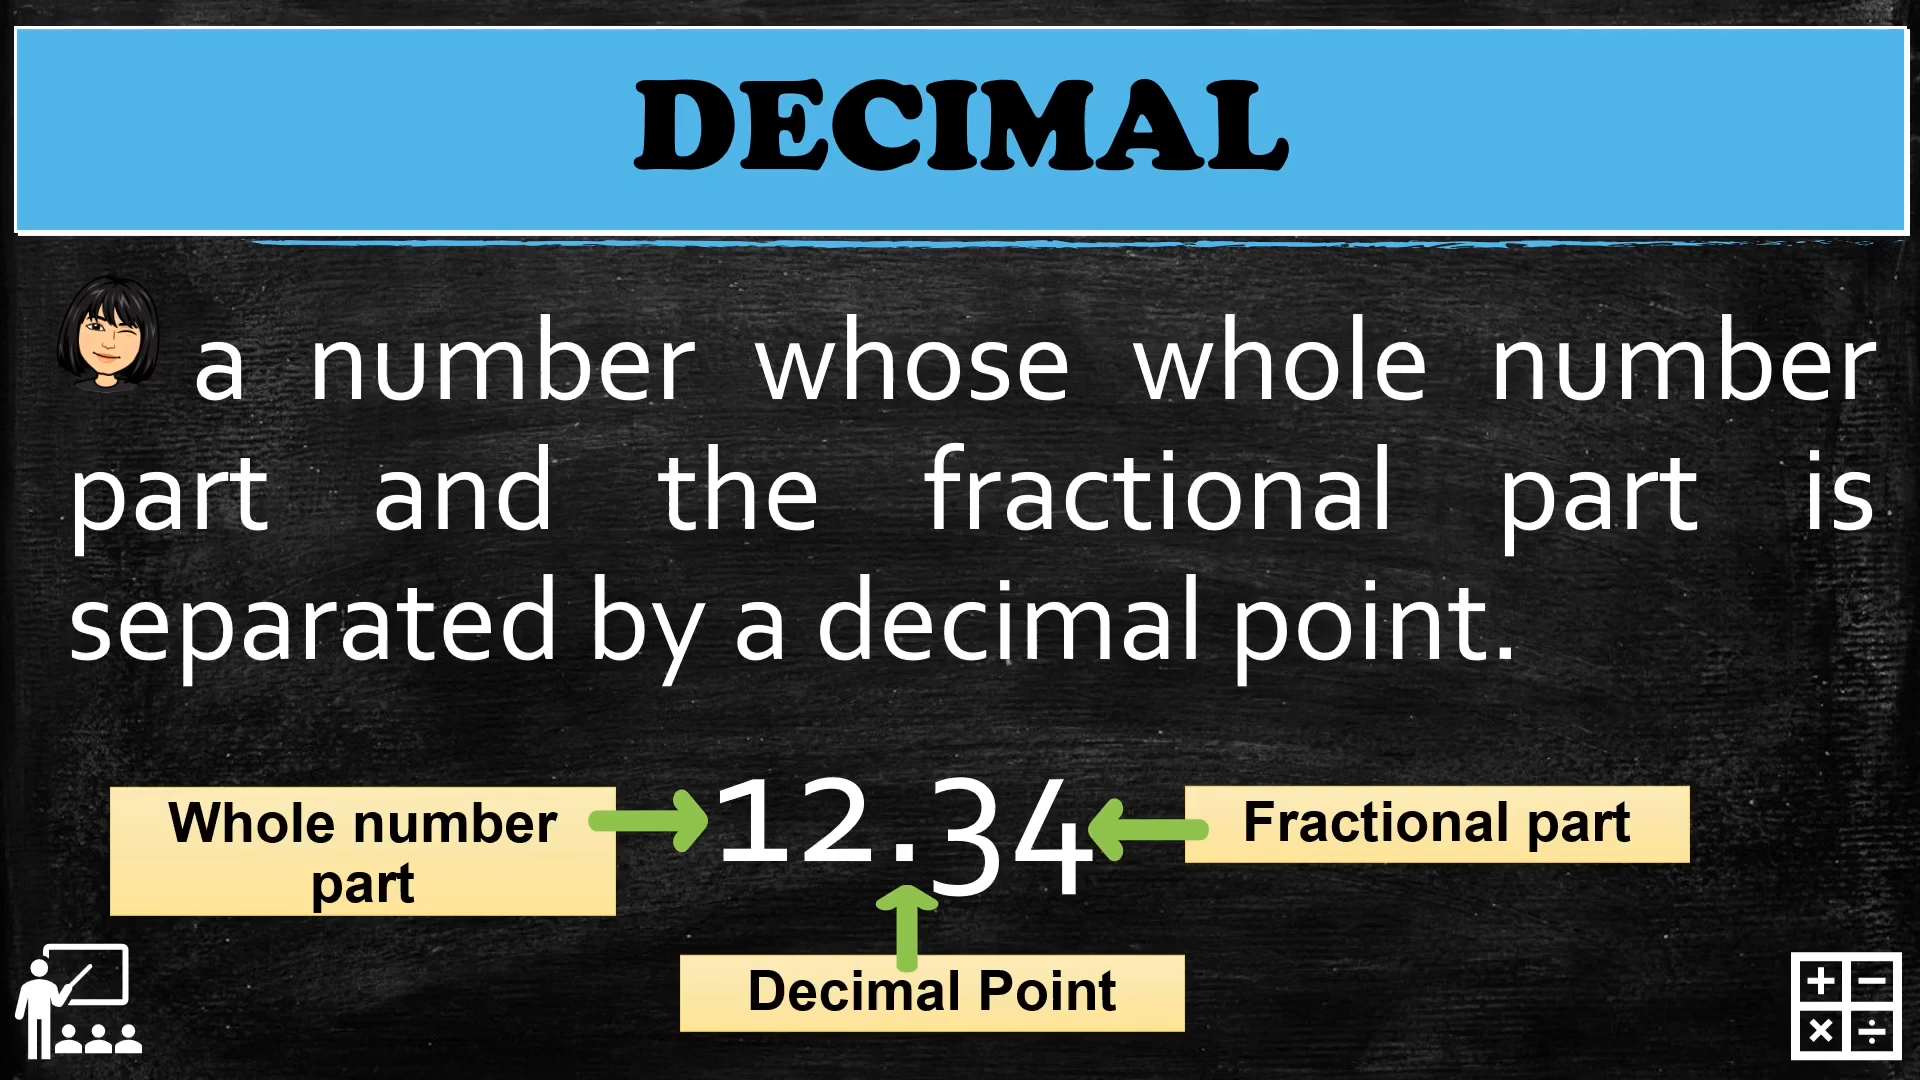 DECIMAL
a number whose whole number
part and the fractional part is
separated by a decimal point.
Whole number
part
12.34
Fractional part
Decimal Point
+ −
× ÷